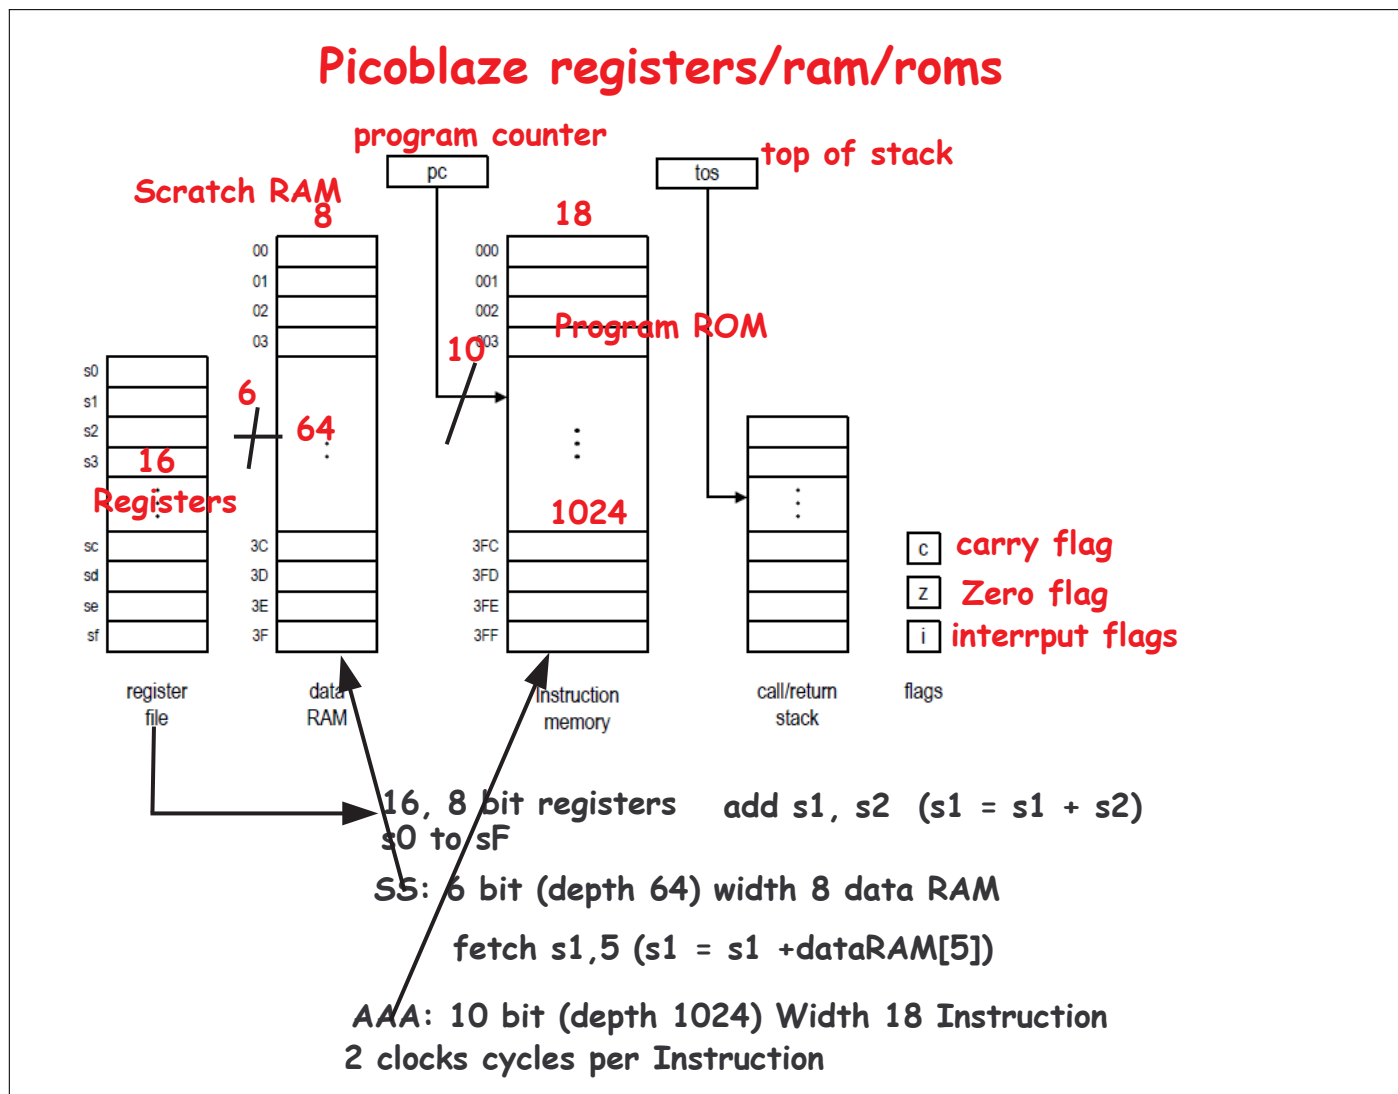 Picoblaze registers/ram/roms
program counter
pc
tos
top of stack
Scratch RAM
8
18
00
01
02
03
000
001
002
003
Program ROM
10
s0
s1
s2
s3
6
64
16
Registers
1024
sc
sd
se
sf
3C
3D
3E
3F
3FC
3FD
3FE
3FF
c carry flag
z Zero flag
i interrput flags
register
file
data
RAM
Instruction
memory
call/return
stack
flags
16, 8 bit registers
s0 to sF
add s1, s2 (s1 = s1 + s2)
SS: 6 bit (depth 64) width 8 data RAM
fetch s1,5 (s1 = s1 +dataRAM[5])
AAA: 10 bit (depth 1024) Width 18 Instruction
2 clocks cycles per Instruction